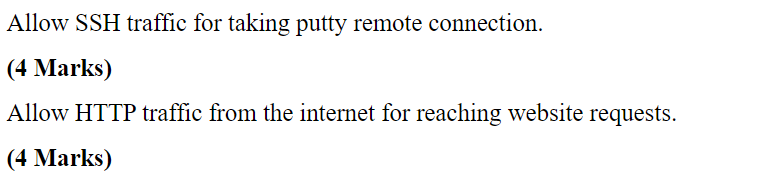 Allow SSH traffic for taking putty remote connection.
(4 Marks)
Allow HTTP traffic from the internet for reaching website requests.
(4 Marks)